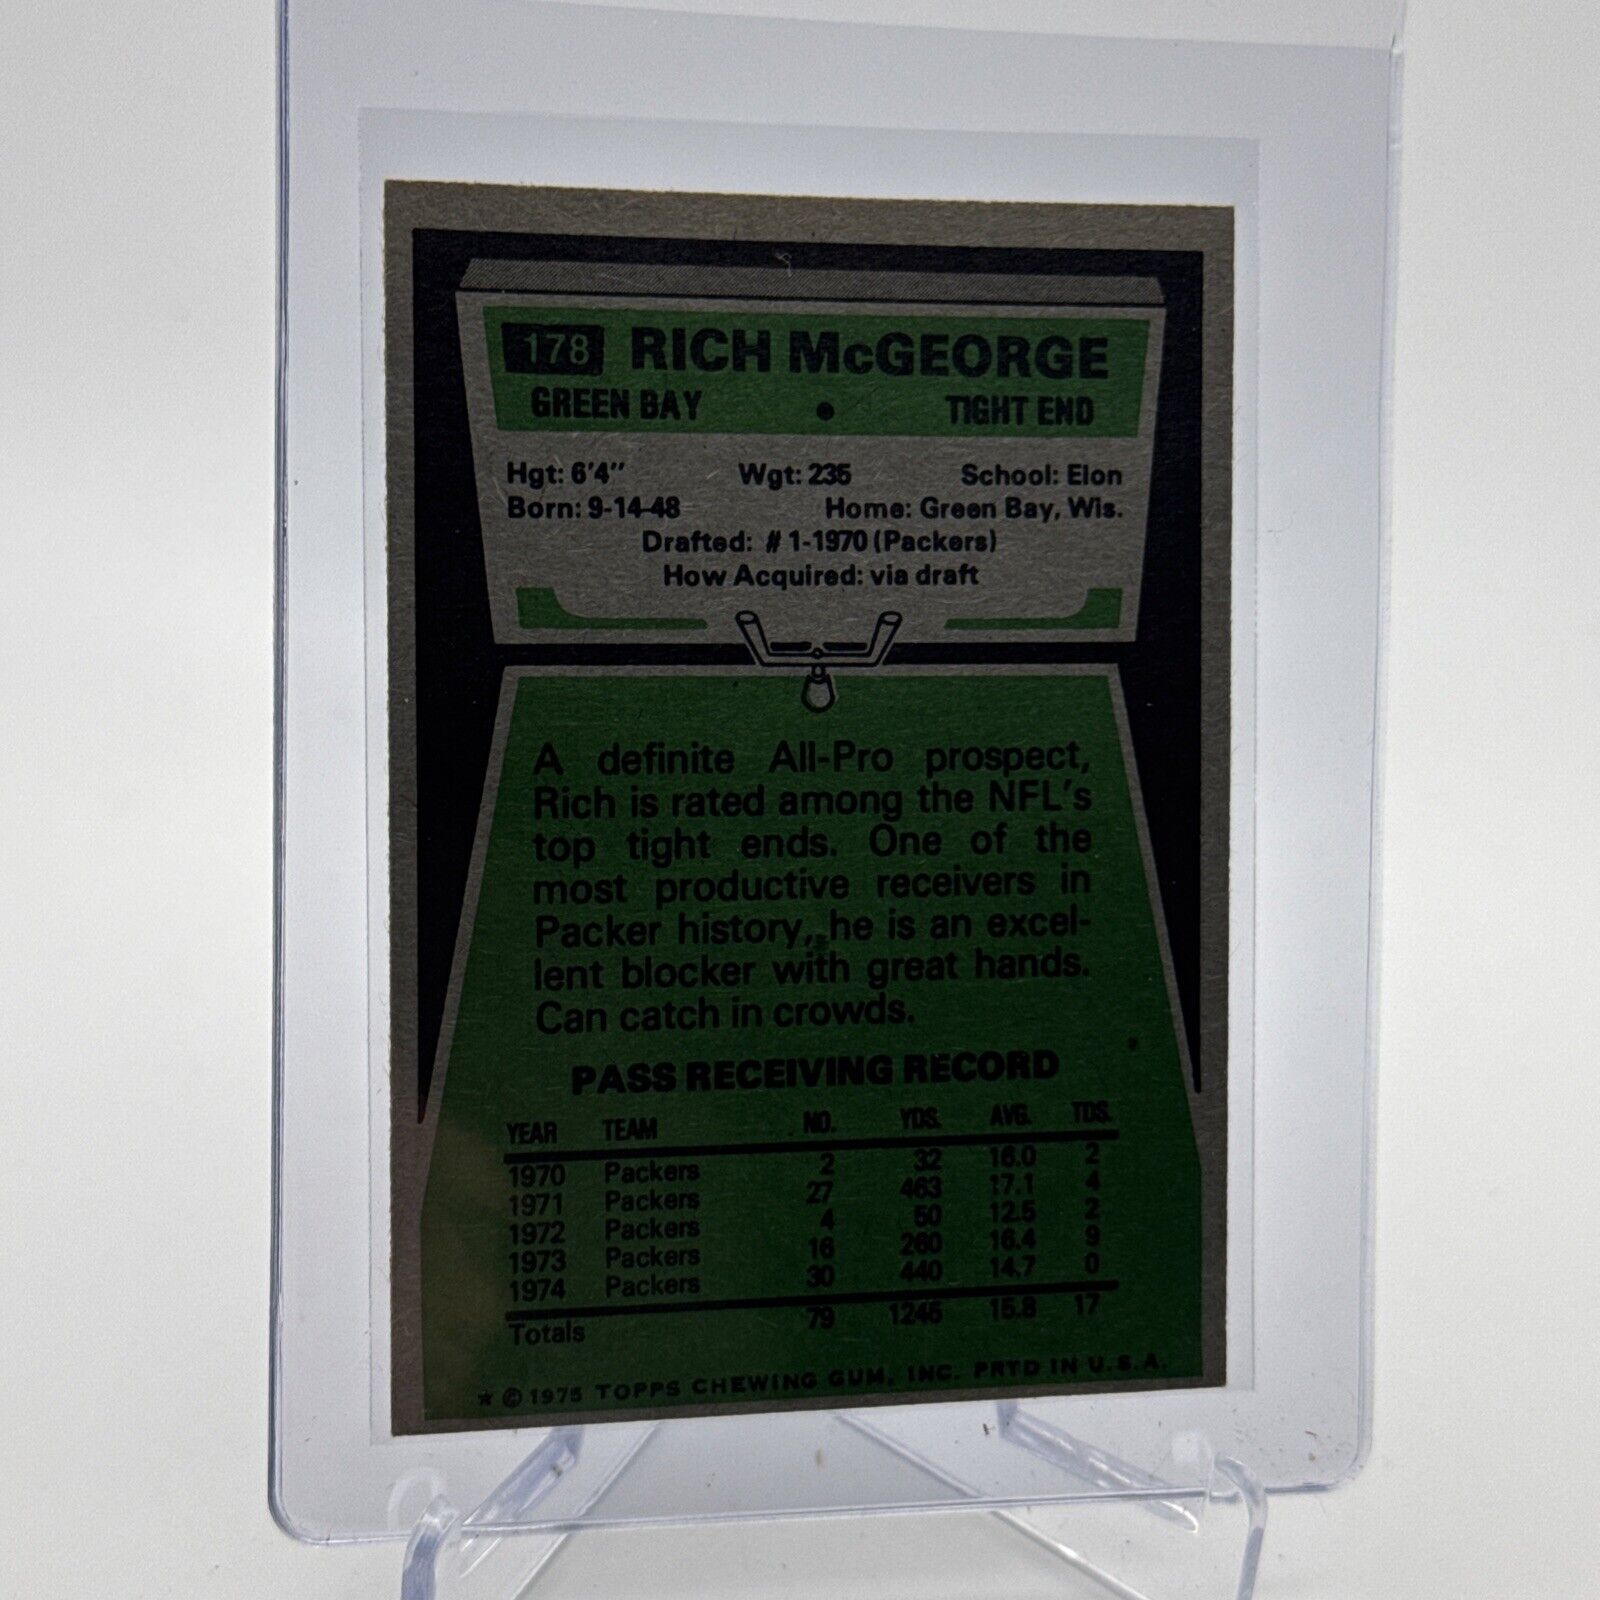 178 RICH McGEORGE
GREEN BAY • TIGHT END
Hgt: 6'4" Wgt: 235 School: Elon
Born: 9-14-48 Home: Green Bay, Wis.
Drafted: #1-1970 (Packers)
How Acquired: via draft
A definite All-Pro prospect,
Rich is rated among the NFL's
top tight ends. One of the
most productive receivers in
Packer history, he is an excel-
lent blocker with great hands.
Can catch in crowds.
PASS RECEIVING RECORD
YEAR TEAM NO. YDS. AVG. TDS.
1970 Packers 2 32 16.0 2
1971 Packers 27 463 17.1 4
1972 Packers 4 50 12.5 2
1973 Packers 16 260 16.4 9
1974 Packers 30 440 14.7 0
Totals 79 1245 15.8 17
★ © 1975 TOPPS CHEWING GUM, INC. PRTD IN U.S.A.